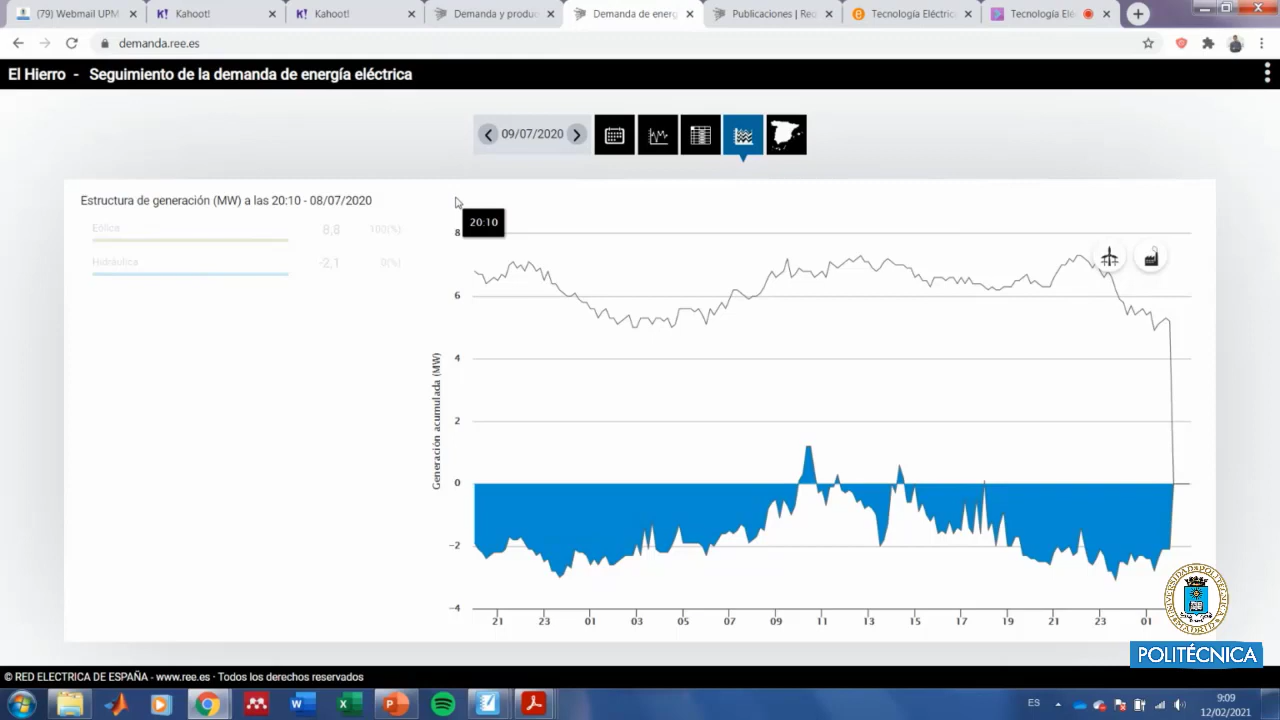 (79) Webmail UPM
Kahoot!
Kahoot!
Demanda y produ
Demanda de energ
Publicaciones | Red
Tecnología Eléctric
Tecnología Elé
demanda.ree.es
El Hierro - Seguimiento de la demanda de energía eléctrica
09/07/2020
Estructura de generación (MW) a las 20:10 - 08/07/2020
Eólica 8,8 100(%)
Hidráulica -2,1 0(%)
20:10
Generación acumulada (MW)
8
6
4
2
0
-2
-4
21 23 01 03 05 07 09 11 13 15 17 19 21 23 01
POLITÉCNICA
© RED ELECTRICA DE ESPAÑA - www.ree.es · Todos los derechos reservados
ES
9:09
12/02/2021